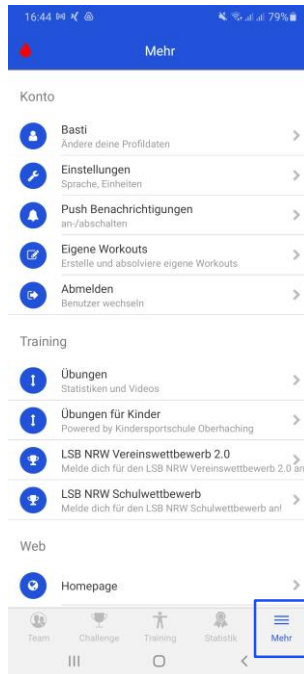 16:44 79%
Mehr
Konto
Basti
Ändere deine Profildaten
Einstellungen
Sprache, Einheiten
Push Benachrichtigungen
an-/abschalten
Eigene Workouts
Erstelle und absolviere eigene Workouts
Abmelden
Benutzer wechseln
Training
Übungen
Statistiken und Videos
Übungen für Kinder
Powered by Kindersportschule Oberhaching
LSB NRW Vereinswettbewerb 2.0
Melde dich für den LSB NRW Vereinswettbewerb 2.0 an
LSB NRW Schulwettbewerb
Melde dich für den LSB NRW Schulwettbewerb an!
Web
Homepage
Team Challenge Training Statistik Mehr